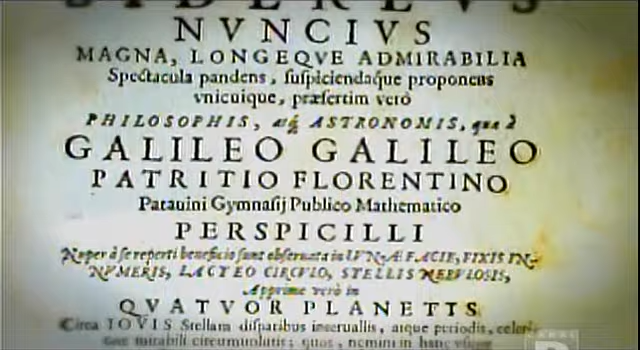 SIDEREVS
NVNCIVS
MAGNA, LONGEQVE ADMIRABILIA
Spectacula pandens, suspiciendaque proponens
vnicuique, præsertim verò
PHILOSOPHIS, atq; ASTRONOMIS, quæ à
GALILEO GALILEO
PATRITIO FLORENTINO
Patauini Gymnasij Publico Mathematico
PERSPICILLI
Nuper à se reperti beneficio sunt obseruata in LVNÆ FACIE, FIXIS IN-
NVMERIS, LACTEO CIRCVLO, STELLIS NEBVLOSIS,
Apprime verò in
QVATVOR PLANETIS
Circa IOVIS Stellam disparibus interuallis, atque periodis, celeri-
tate mirabili circumuolutis; quos, nemini in hanc vsque